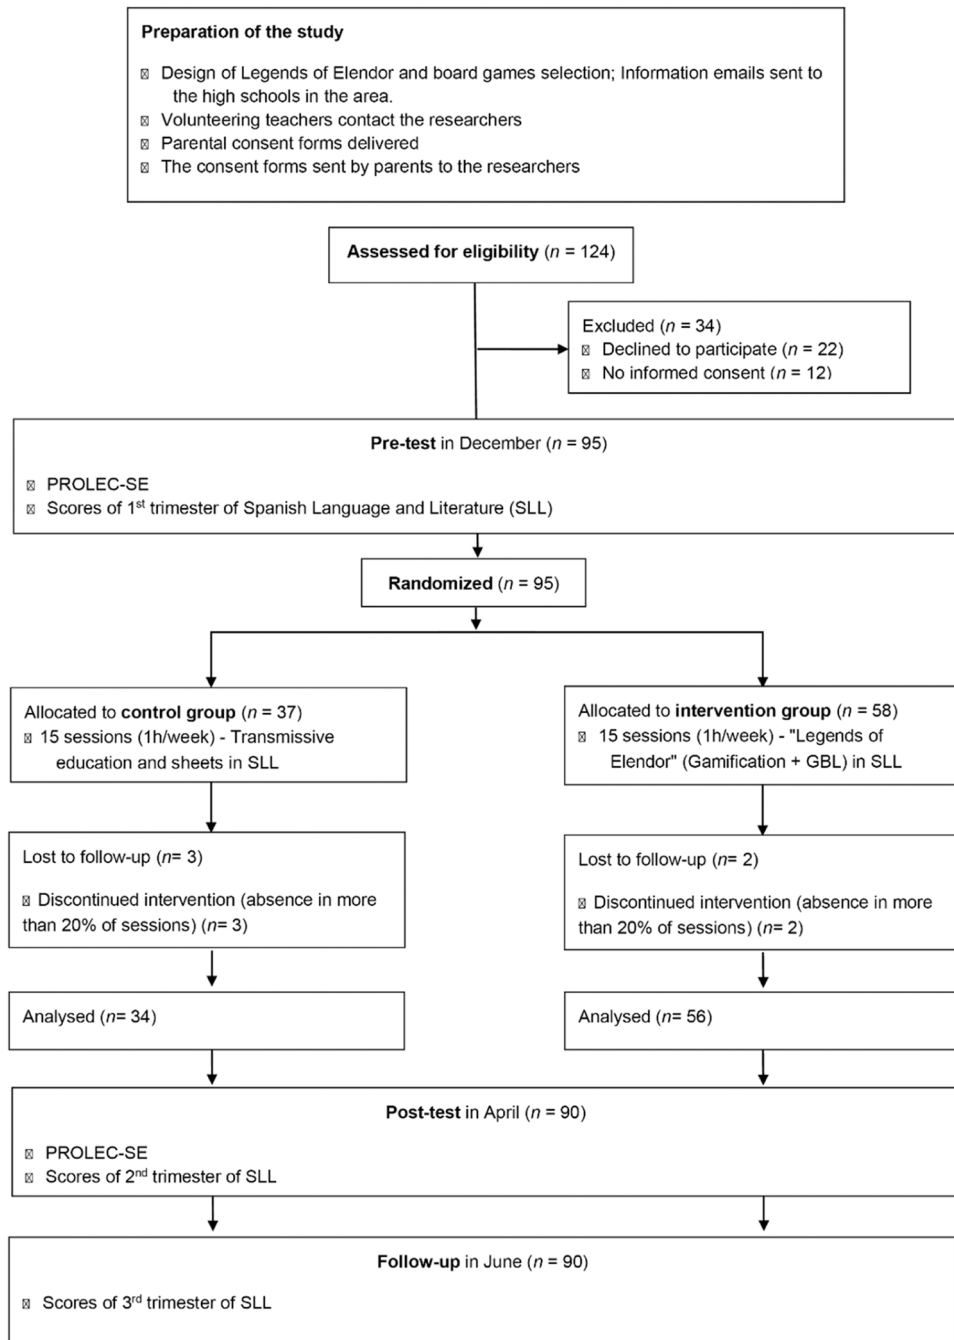 Preparation of the study
Design of Legends of Elendor and board games selection; Information emails sent to
the high schools in the area.
Volunteering teachers contact the researchers
Parental consent forms delivered
The consent forms sent by parents to the researchers
Assessed for eligibility (n = 124)
Excluded (n = 34)
Declined to participate (n = 22)
No informed consent (n = 12)
Pre-test in December (n = 95)
PROLEC-SE
Scores of 1st trimester of Spanish Language and Literature (SLL)
Randomized (n = 95)
Allocated to control group (n = 37)
15 sessions (1h/week) - Transmissive
education and sheets in SLL
Allocated to intervention group (n = 58)
15 sessions (1h/week) - "Legends of
Elendor" (Gamification + GBL) in SLL
Lost to follow-up (n= 3)
Discontinued intervention (absence in more
than 20% of sessions) (n= 3)
Lost to follow-up (n= 2)
Discontinued intervention (absence in more
than 20% of sessions) (n= 2)
Analysed (n= 34)
Analysed (n= 56)
Post-test in April (n = 90)
PROLEC-SE
Scores of 2nd trimester of SLL
Follow-up in June (n = 90)
Scores of 3rd trimester of SLL